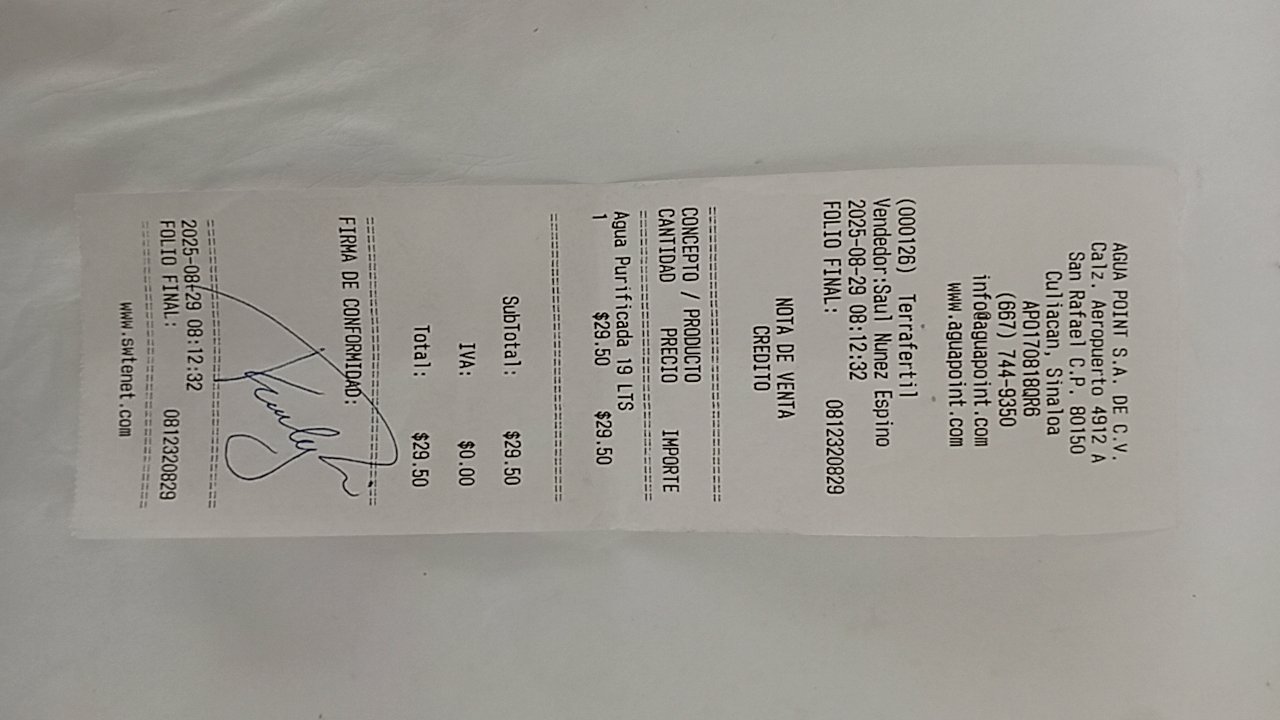 AGUA POINT S.A. DE C.V.
Calz. Aeropuerto 4912 A
San Rafael C.P. 80150
Culiacan, Sinaloa
APO170818QR6
(667) 744-9350
info@aguapoint.com
www.aguapoint.com
(000126) Terrafertil
Vendedor:Saul Nunez Espino
2025-08-29 08:12:32
FOLIO FINAL: 0812320829
NOTA DE VENTA
CREDITO
CONCEPTO / PRODUCTO
CANTIDAD PRECIO IMPORTE
Agua Purificada 19 LTS
1 $29.50 $29.50
SubTotal: $29.50
IVA: $0.00
Total: $29.50
FIRMA DE CONFORMIDAD:
2025-08-29 08:12:32
FOLIO FINAL: 0812320829
www.swtenet.com